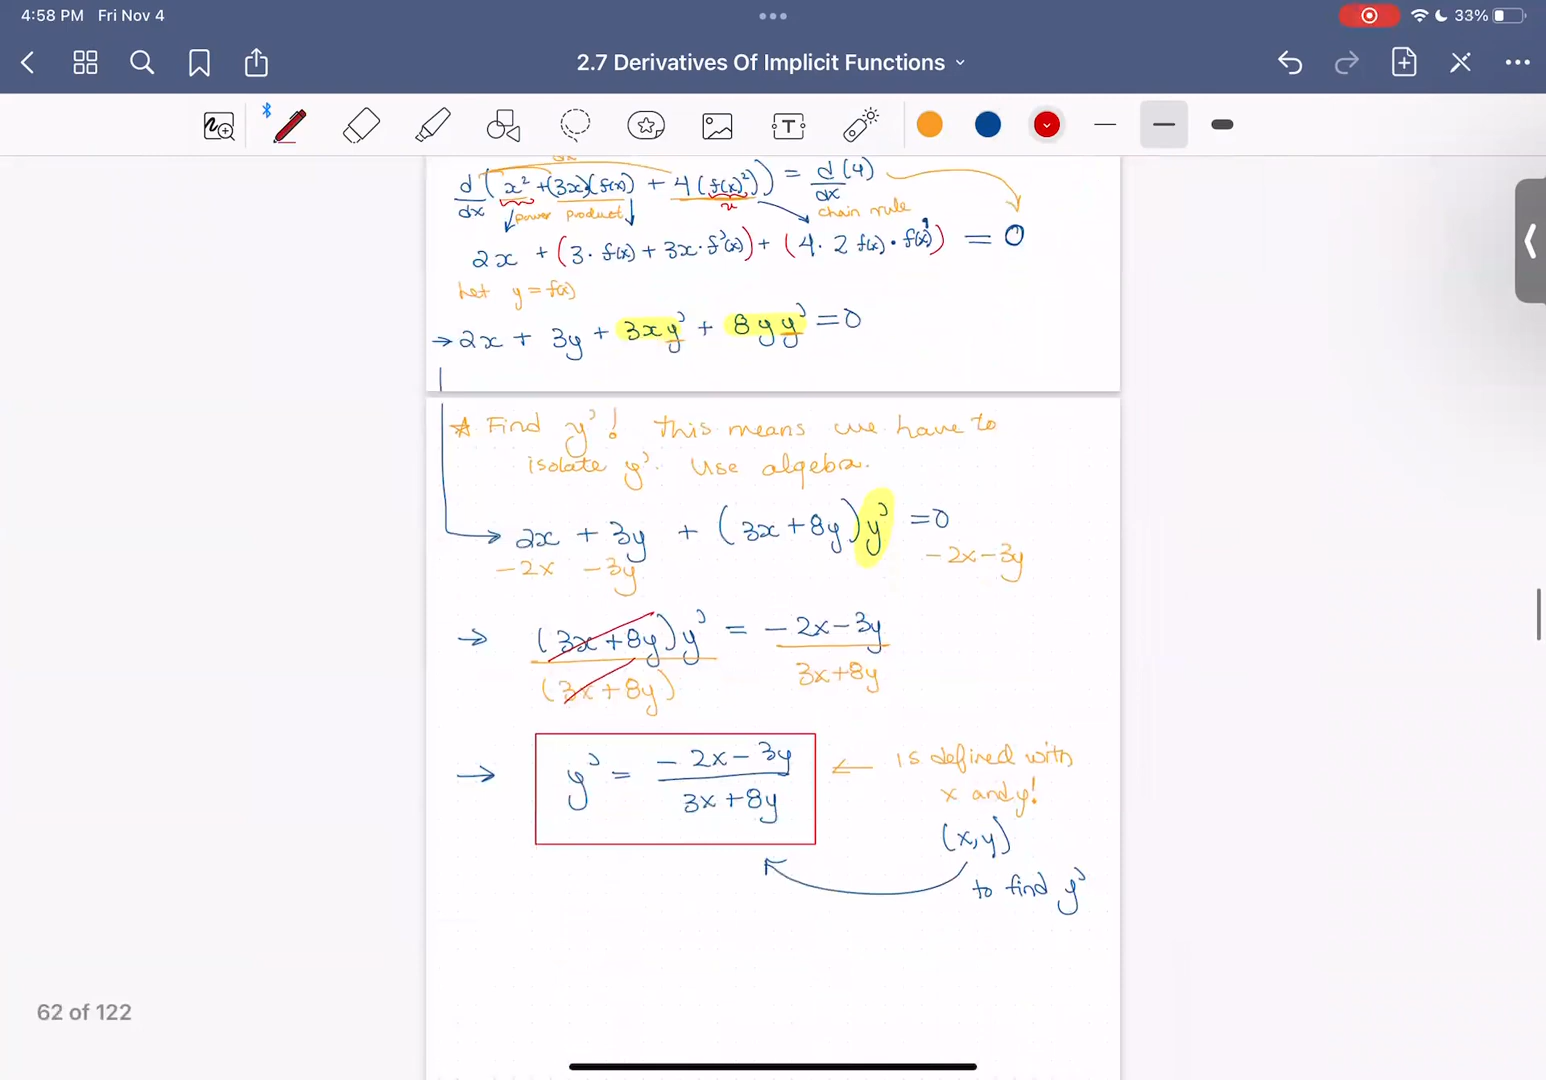 4:58 PM Fri Nov 4
33%
2.7 Derivatives Of Implicit Functions
d/dx (x² + (3x)(f(x)) + 4(f(x)²)) = d/dx (4)
u
power product chain rule
2x + (3 · f(x) + 3x · f'(x)) + (4 · 2 f(x) · f(x)') = 0
Let y = f(x)
→ 2x + 3y + 3xy' + 8yy' = 0
☆ Find y'! This means we have to
isolate y'. Use algebra.
2x + 3y + (3x + 8y)y' = 0
-2x -3y -2x-3y
→ (3x + 8y)y' = -2x-3y
(3x+8y) 3x+8y
→ y' = (-2x-3y)/(3x+8y) ← is defined with
x and y!
(x,y)
to find y'
62 of 122